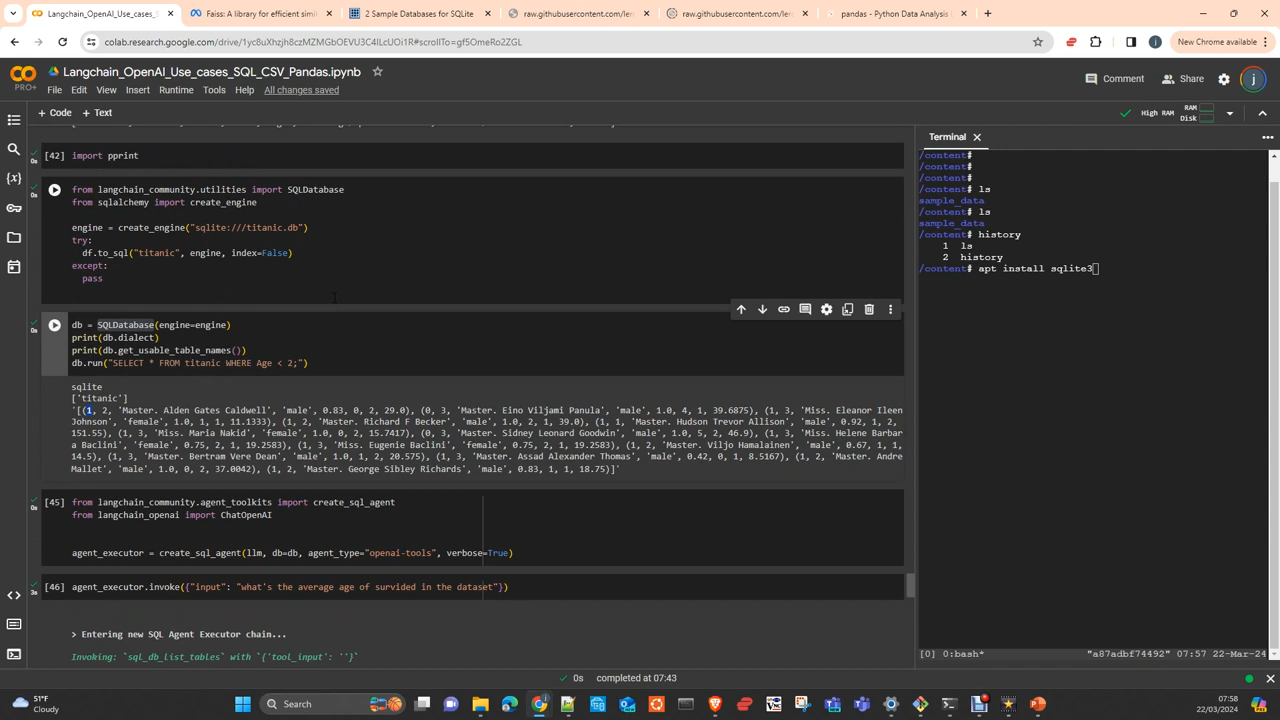 Langchain_OpenAI_Use_cases_SQL_C
Faiss: A library for efficient simil
2 Sample Databases for SQLite
raw.githubusercontent.com/ler
raw.githubusercontent.com/ler
pandas - Python Data Analysis L
colab.research.google.com/drive/1yc8uXhzjh8czMZMGbOEVU3C4ILcUOi1R#scrollTo=gf5OmeRo2ZGL
New Chrome available
PRO+
Langchain_OpenAI_Use_cases_SQL_CSV_Pandas.ipynb
Comment
Share
File Edit View Insert Runtime Tools Help All changes saved
+ Code + Text
High RAM
RAM
Disk
Terminal
[42] import pprint
from langchain_community.utilities import SQLDatabase
from sqlalchemy import create_engine
engine = create_engine("sqlite:///titanic.db")
try:
df.to_sql("titanic", engine, index=False)
except:
pass
db = SQLDatabase(engine=engine)
print(db.dialect)
print(db.get_usable_table_names())
db.run("SELECT * FROM titanic WHERE Age < 2;")
sqlite
['titanic']
'[(1, 2, 'Master. Alden Gates Caldwell', 'male', 0.83, 0, 2, 29.0), (0, 3, 'Master. Eino Viljami Panula', 'male', 1.0, 4, 1, 39.6875), (1, 3, 'Miss. Eleanor Ileen
Johnson', 'female', 1.0, 1, 1, 11.1333), (1, 2, 'Master. Richard F Becker', 'male', 1.0, 2, 1, 39.0), (1, 1, 'Master. Hudson Trevor Allison', 'male', 0.92, 1, 2,
151.55), (1, 3, 'Miss. Maria Nakid', 'female', 1.0, 0, 2, 15.7417), (0, 3, 'Master. Sidney Leonard Goodwin', 'male', 1.0, 5, 2, 46.9), (1, 3, 'Miss. Helene Barbar
a Baclini', 'female', 0.75, 2, 1, 19.2583), (1, 3, 'Miss. Eugenie Baclini', 'female', 0.75, 2, 1, 19.2583), (1, 2, 'Master. Viljo Hamalainen', 'male', 0.67, 1, 1,
14.5), (1, 3, 'Master. Bertram Vere Dean', 'male', 1.0, 1, 2, 20.575), (1, 3, 'Master. Assad Alexander Thomas', 'male', 0.42, 0, 1, 8.5167), (1, 2, 'Master. Andre
Mallet', 'male', 1.0, 0, 2, 37.0042), (1, 2, 'Master. George Sibley Richards', 'male', 0.83, 1, 1, 18.75)]'
[45] from langchain_community.agent_toolkits import create_sql_agent
from langchain_openai import ChatOpenAI
agent_executor = create_sql_agent(llm, db=db, agent_type="openai-tools", verbose=True)
[46] agent_executor.invoke({"input": "what's the average age of survided in the dataset"})
> Entering new SQL Agent Executor chain...
Invoking: `sql_db_list_tables` with `{'tool_input': ''}`
/content#
/content#
/content#
/content# ls
sample_data
/content# ls
sample_data
/content# history
1 ls
2 history
/content# apt install sqlite3
[0] 0:bash* "a87adbf74492" 07:57 22-Mar-24
0s completed at 07:43
51°F
Cloudy
Search
07:58
22/03/2024